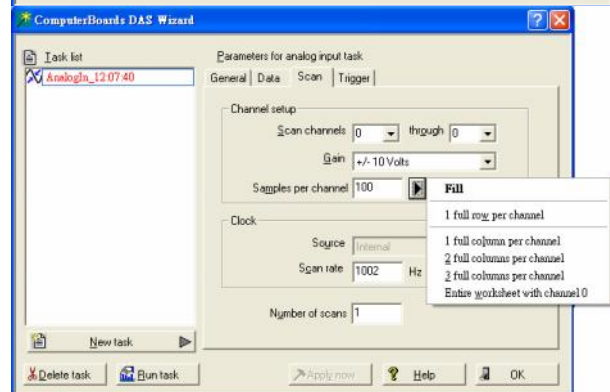 ComputerBoards DAS Wizard
Task list
AnalogIn_12:07:40
Parameters for analog input task
General Data Scan Trigger
Channel setup
Scan channels 0 through 0
Gain +/- 10 Volts
Samples per channel 100
Fill
1 full row per channel
1 full column per channel
2 full columns per channel
3 full columns per channel
Entire worksheet with channel 0
Clock
Source Internal
Scan rate 1002 Hz
Number of scans 1
New task
Delete task Run task Apply now Help OK